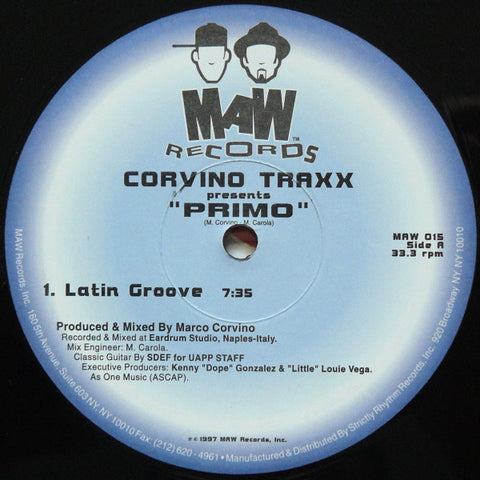 MAW™
RECORDS
CORVINO TRAXX
presents
"PRIMO"
(M. Corvino - M. Carola)
MAW 015
Side A
33.3 rpm
1. Latin Groove 7:35
Produced & Mixed By Marco Corvino
Recorded & Mixed at Eardrum Studio, Naples-Italy.
Mix Engineer: M. Carola.
Classic Guitar By SDEF for UAPP STAFF
Executive Producers: Kenny "Dope" Gonzalez & "Little" Louie Vega.
As One Music (ASCAP).
℗ © 1997 MAW Records, Inc.
MAW Records, Inc. 160 5th Avenue, Suite 603 NY, NY 10010 Fax: (212) 620 - 4961 • Manufactured & Distributed By Strictly Rhythm Records, Inc. 920 Broadway NY, NY 10010